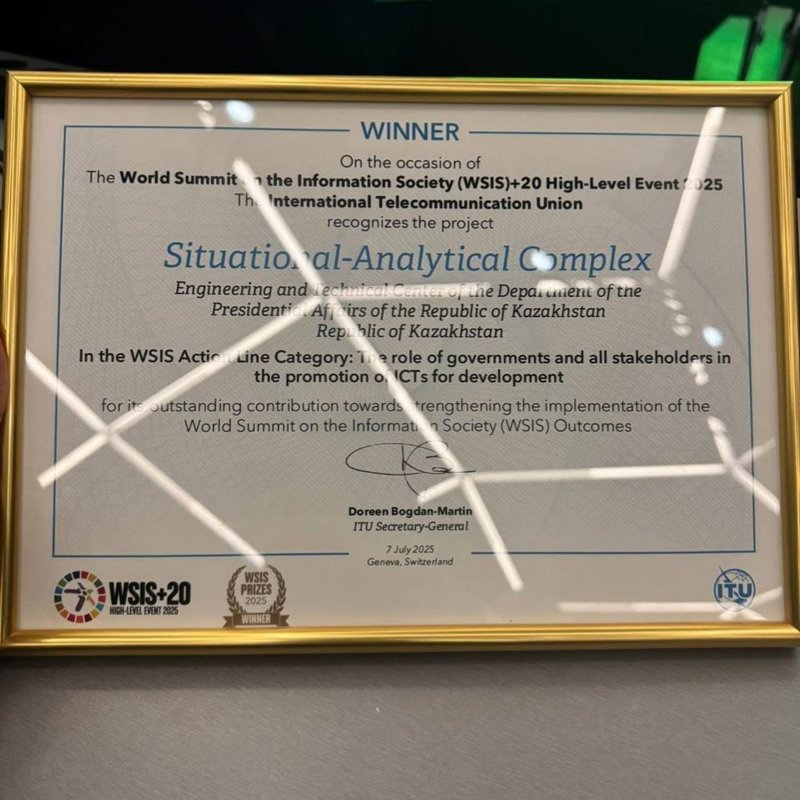 WINNER
On the occasion of
The World Summit on the Information Society (WSIS)+20 High-Level Event 2025
The International Telecommunication Union
recognizes the project
Situational-Analytical Complex
Engineering and Technical Center of the Department of the
Presidential Affairs of the Republic of Kazakhstan
Republic of Kazakhstan
In the WSIS Action Line Category: The role of governments and all stakeholders in
the promotion of ICTs for development
for its outstanding contribution towards strengthening the implementation of the
World Summit on the Information Society (WSIS) Outcomes
Doreen Bogdan-Martin
ITU Secretary-General
7 July 2025
Geneva, Switzerland
WSIS+20
HIGH-LEVEL EVENT 2025
WSIS
PRIZES
2025
WINNER
ITU